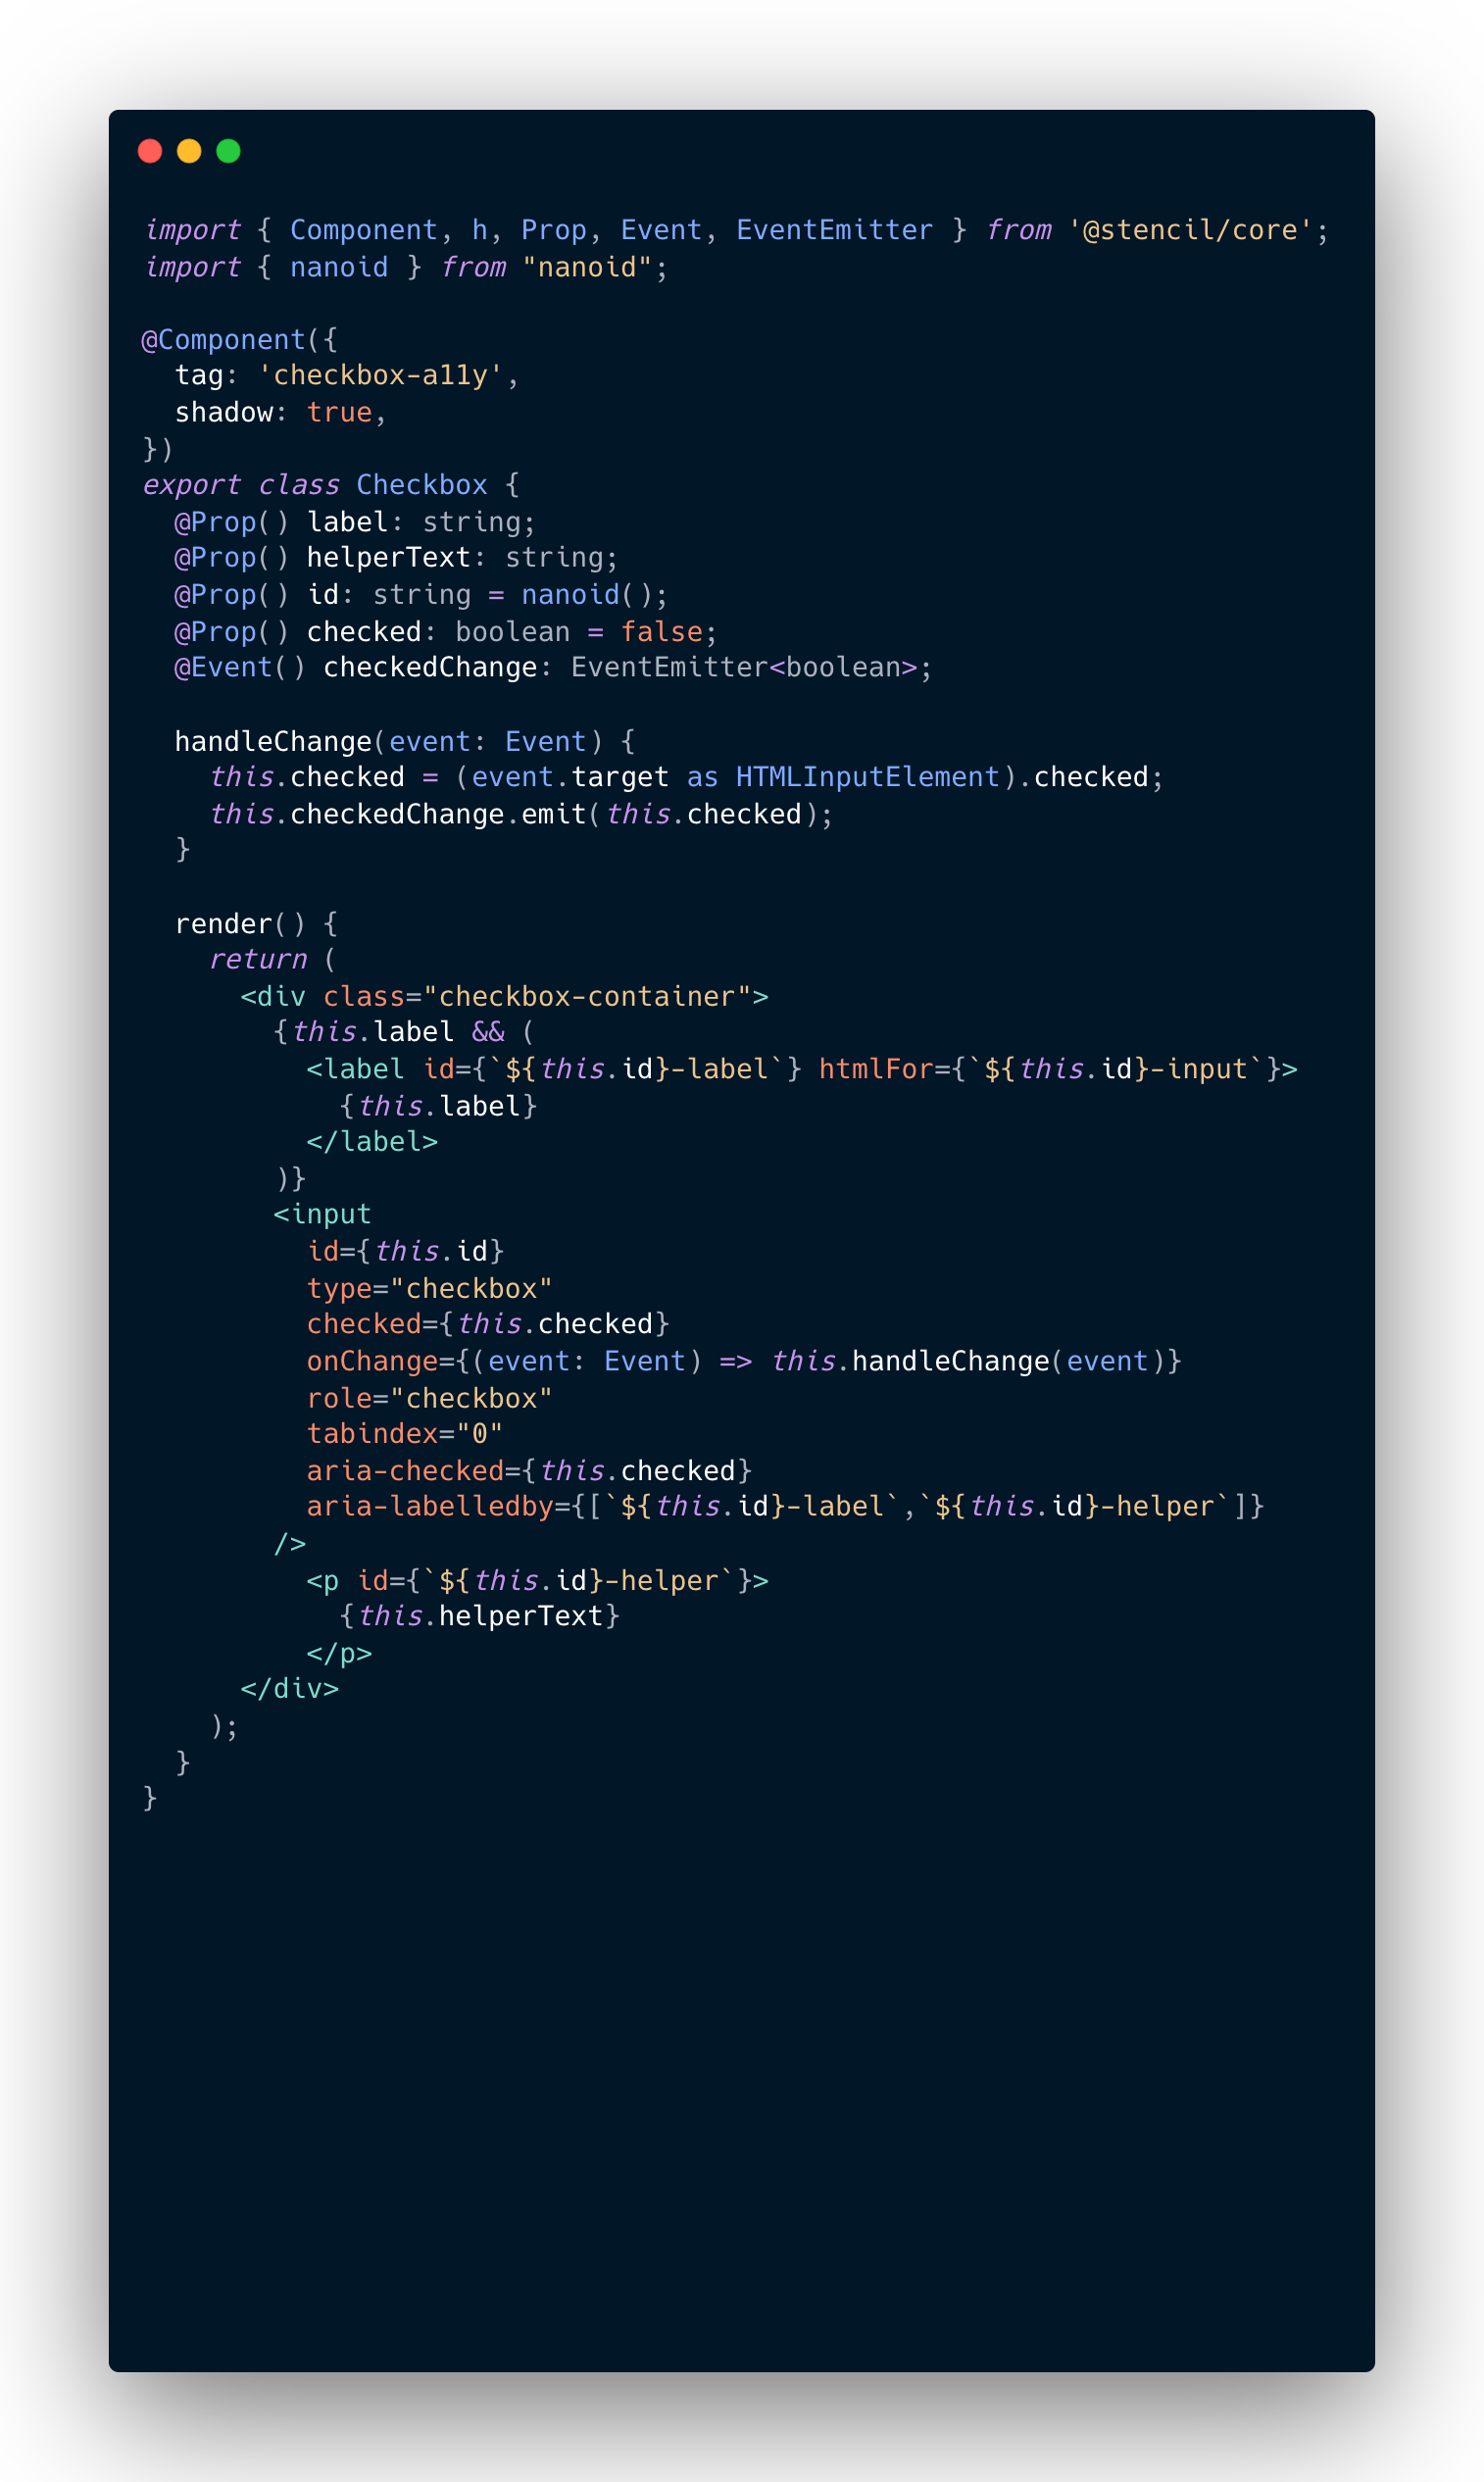 import { Component, h, Prop, Event, EventEmitter } from '@stencil/core';
import { nanoid } from "nanoid";

@Component({
  tag: 'checkbox-a11y',
  shadow: true,
})
export class Checkbox {
  @Prop() label: string;
  @Prop() helperText: string;
  @Prop() id: string = nanoid();
  @Prop() checked: boolean = false;
  @Event() checkedChange: EventEmitter<boolean>;

  handleChange(event: Event) {
    this.checked = (event.target as HTMLInputElement).checked;
    this.checkedChange.emit(this.checked);
  }

  render() {
    return (
      <div class="checkbox-container">
        {this.label && (
          <label id={`${this.id}-label`} htmlFor={`${this.id}-input`}>
            {this.label}
          </label>
        )}
        <input
          id={this.id}
          type="checkbox"
          checked={this.checked}
          onChange={(event: Event) => this.handleChange(event)}
          role="checkbox"
          tabindex="0"
          aria-checked={this.checked}
          aria-labelledby={[`${this.id}-label`,`${this.id}-helper`]}
        />
          <p id={`${this.id}-helper`}>
            {this.helperText}
          </p>
      </div>
    );
  }
}